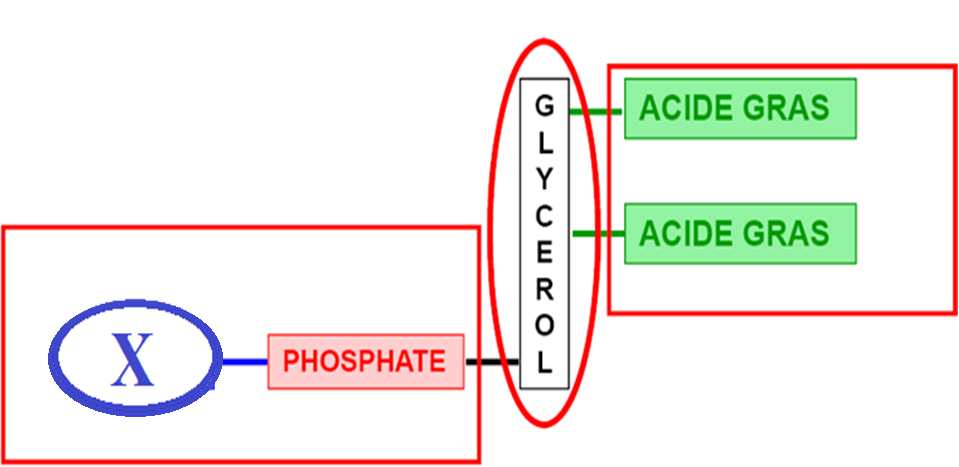 ACIDE GRAS
GLYCEROL
ACIDE GRAS
X
PHOSPHATE